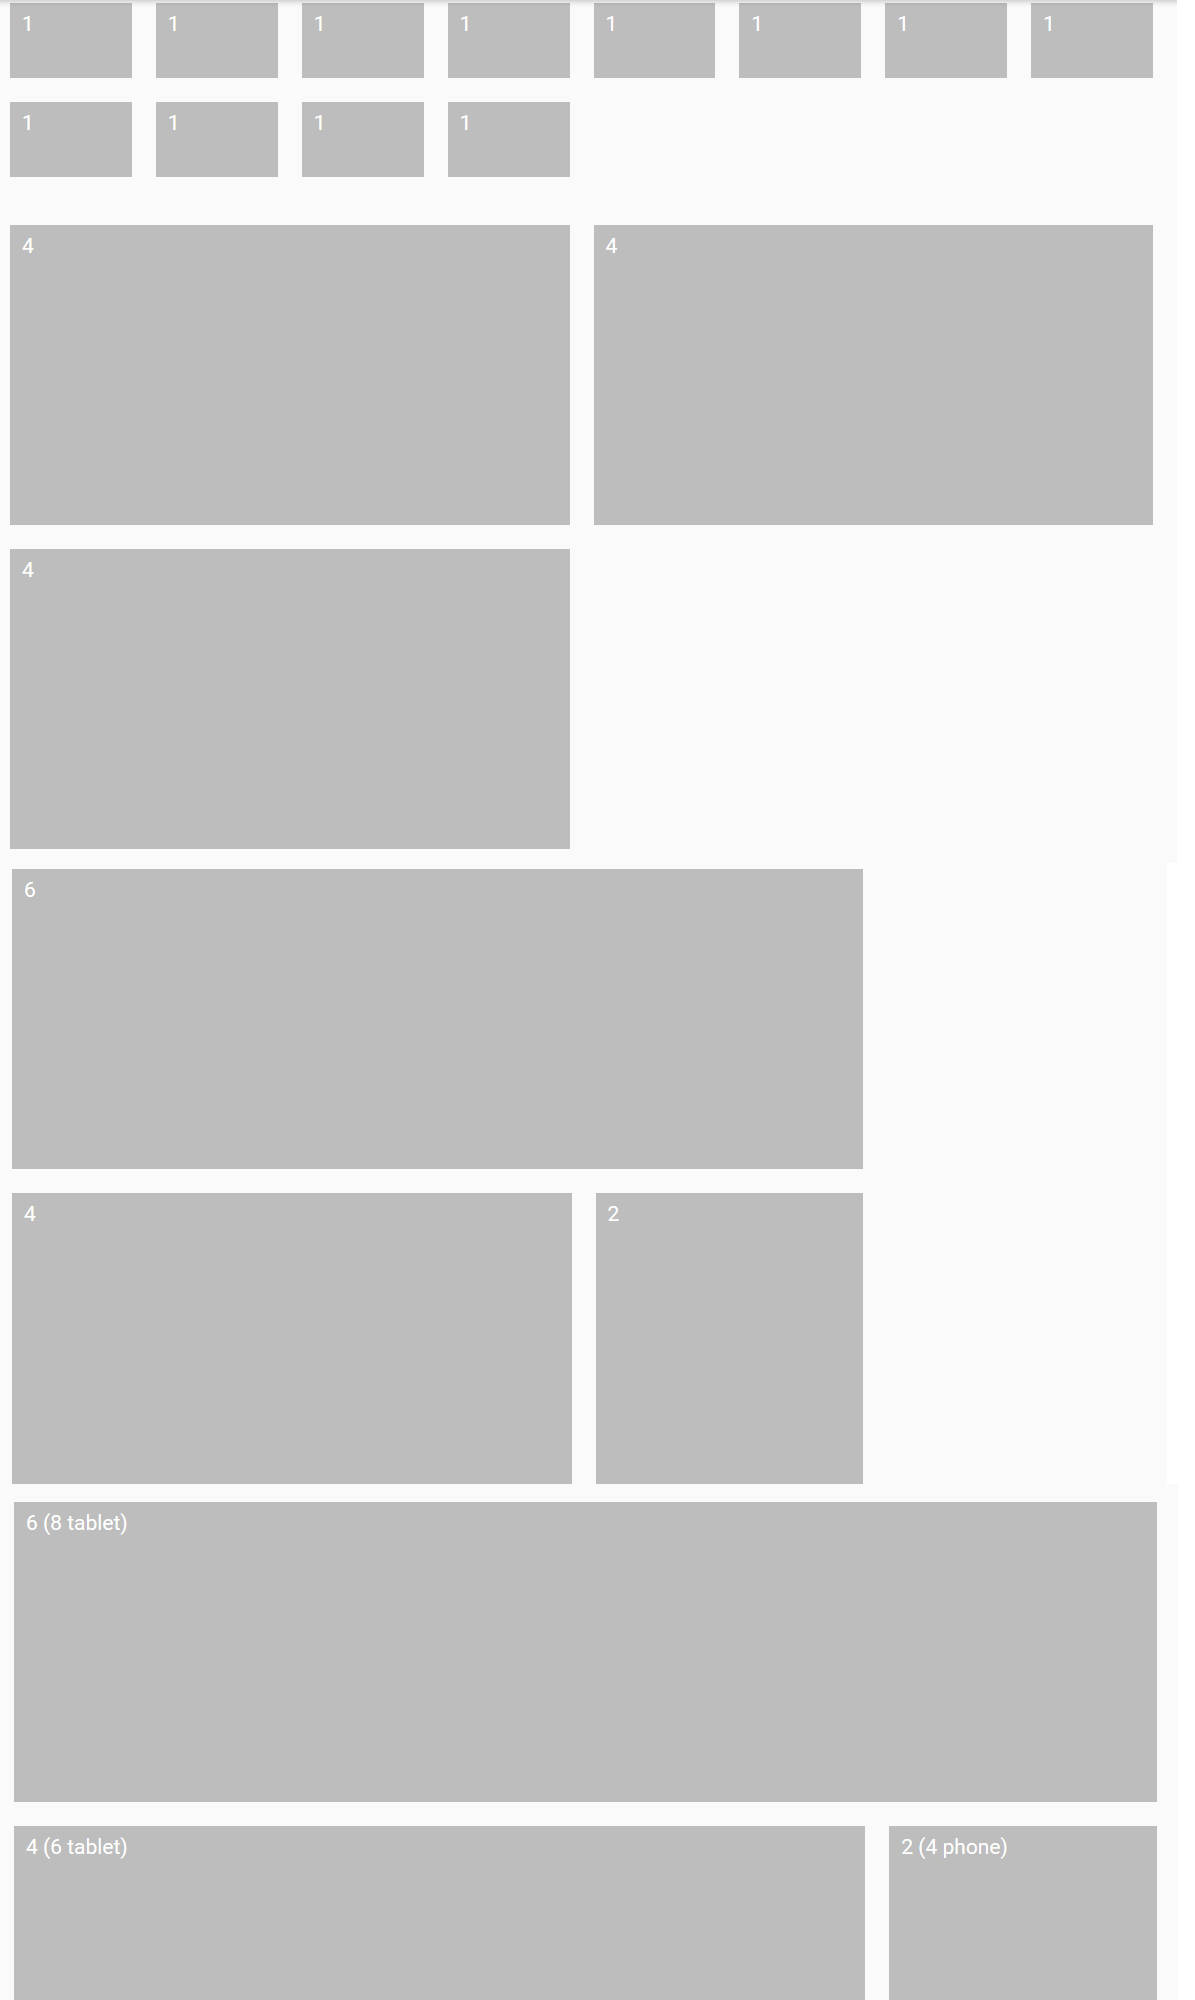 1 1 1 1 1 1 1 1
1 1 1 1
4 4
4
6
4 2
6 (8 tablet)
4 (6 tablet) 2 (4 phone)